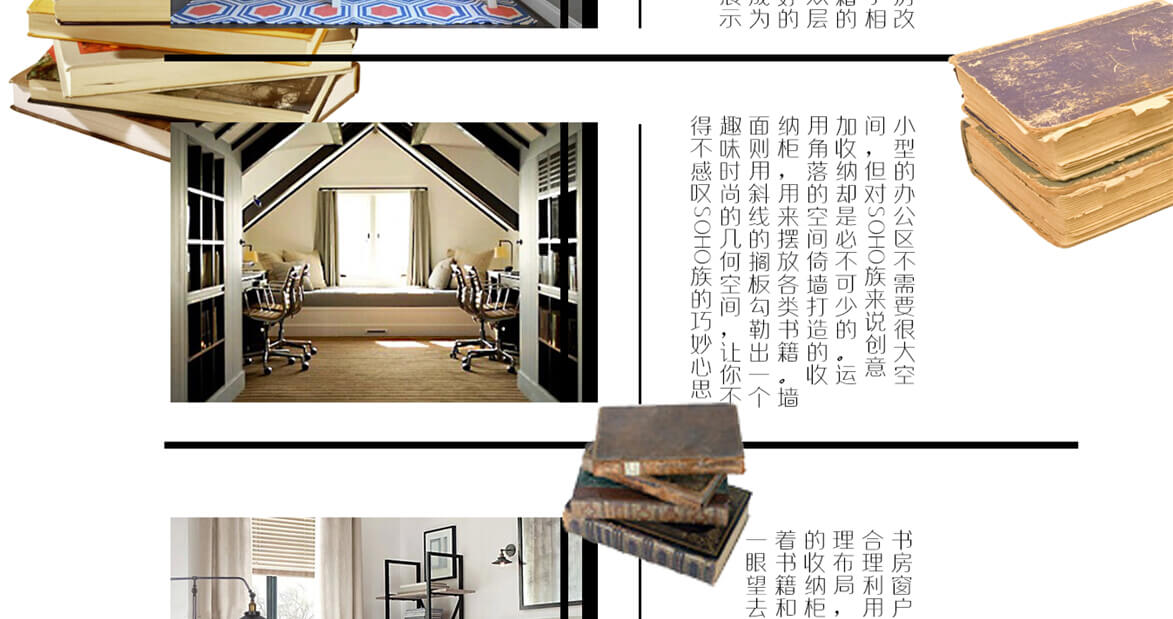 房改
相
籍的
层
好的
成为
展示
小型的办公区不需要很大空
间，但对SOHO族来说创意
加收纳却是必不可少的。运
用角落的空间倚墙打造的收
纳柜，用来摆放各类书籍。墙
面则用斜线的搁板勾勒出一个
趣味时尚的几何空间，让你不
得不感叹SOHO族的巧妙心思
书房窗户
合理利用
理布局，
的收纳柜，
着书籍和
一眼望去